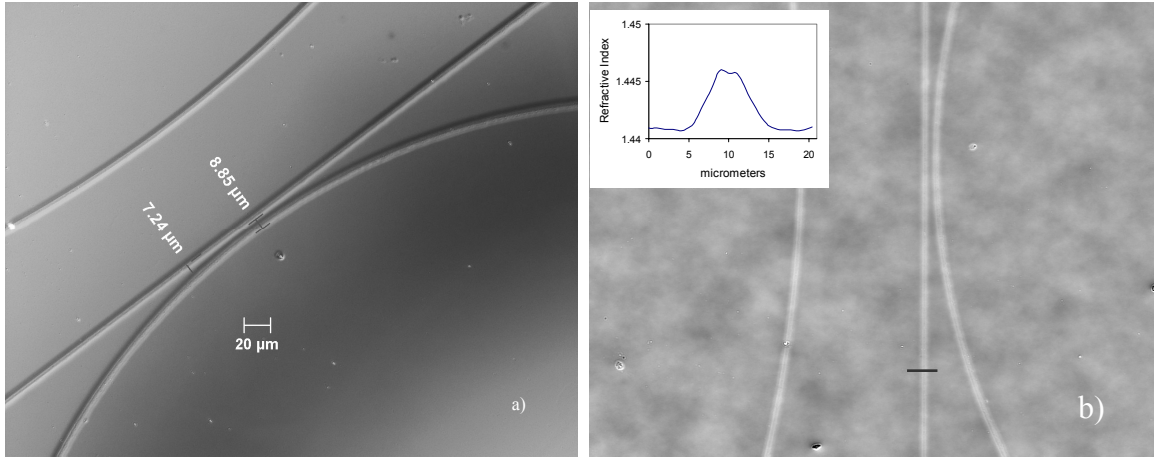 8.85 µm
7.24 µm
20 µm
a)
1.45
1.445
1.44
Refractive Index
0
5
10
15
20
micrometers
b)